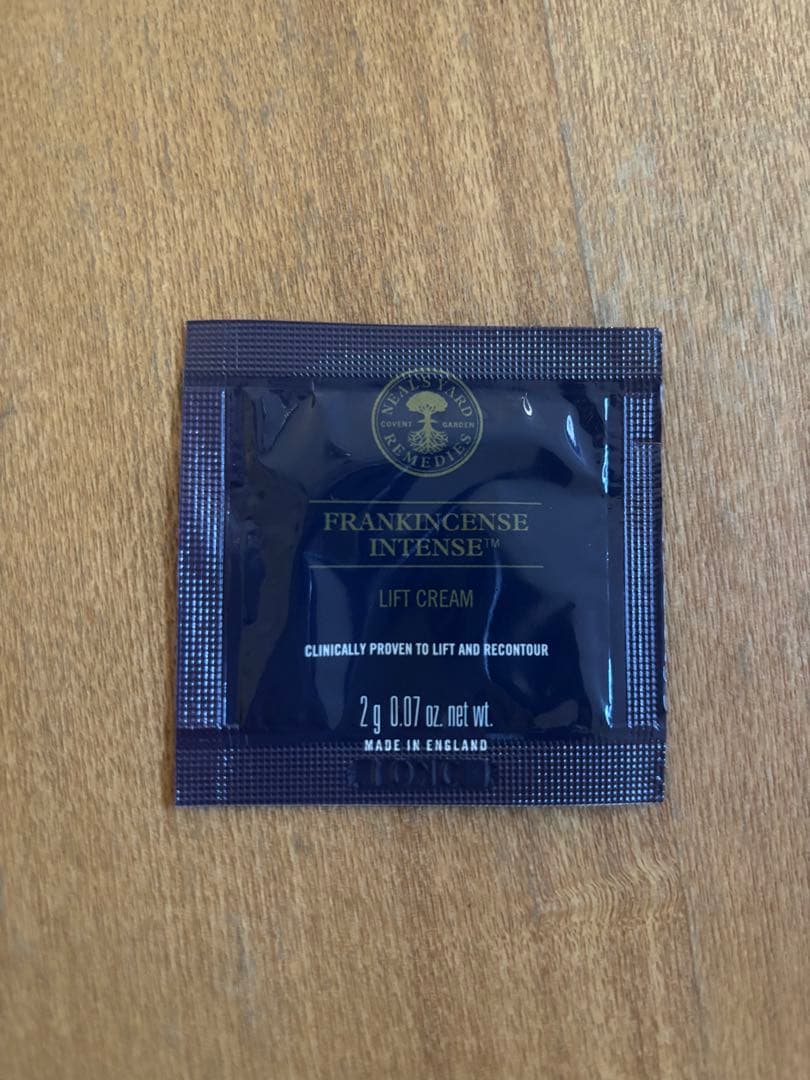 NEAL'S YARD
COVENT GARDEN
REMEDIES
FRANKINCENSE
INTENSE™
LIFT CREAM
CLINICALLY PROVEN TO LIFT AND RECONTOUR
2 g 0.07 oz. net wt.
MADE IN ENGLAND